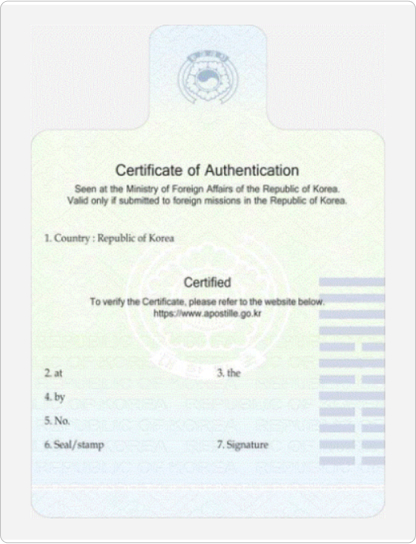 Certificate of Authentication
Seen at the Ministry of Foreign Affairs of the Republic of Korea.
Valid only if submitted to foreign missions in the Republic of Korea.
1. Country : Republic of Korea
Certified
To verify the Certificate, please refer to the website below.
https://www.apostille.go.kr
2. at 3. the
4. by
5. No.
6. Seal/stamp 7. Signature